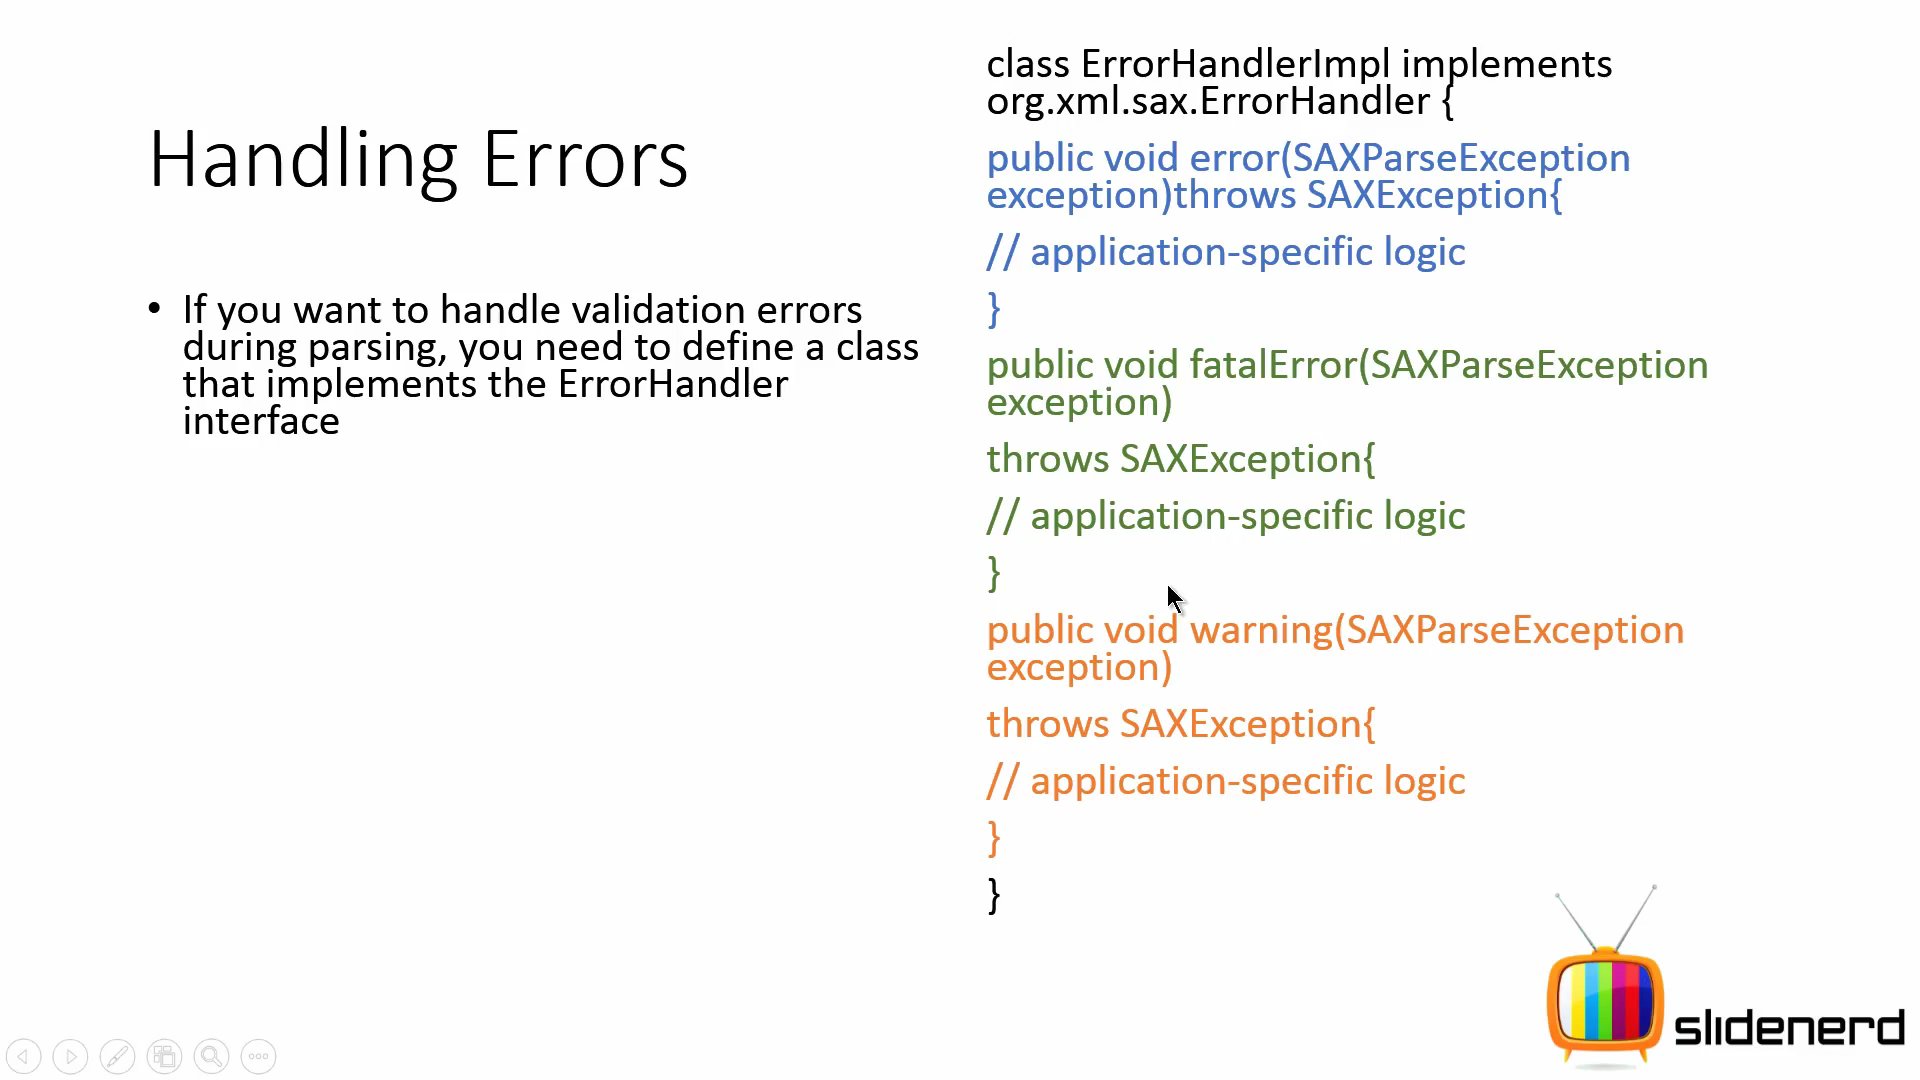 Handling Errors
• If you want to handle validation errors
during parsing, you need to define a class
that implements the ErrorHandler
interface
class ErrorHandlerImpl implements
org.xml.sax.ErrorHandler {
public void error(SAXParseException
exception)throws SAXException{
// application-specific logic
}
public void fatalError(SAXParseException
exception)
throws SAXException{
// application-specific logic
}
public void warning(SAXParseException
exception)
throws SAXException{
// application-specific logic
}
}
slidenerd